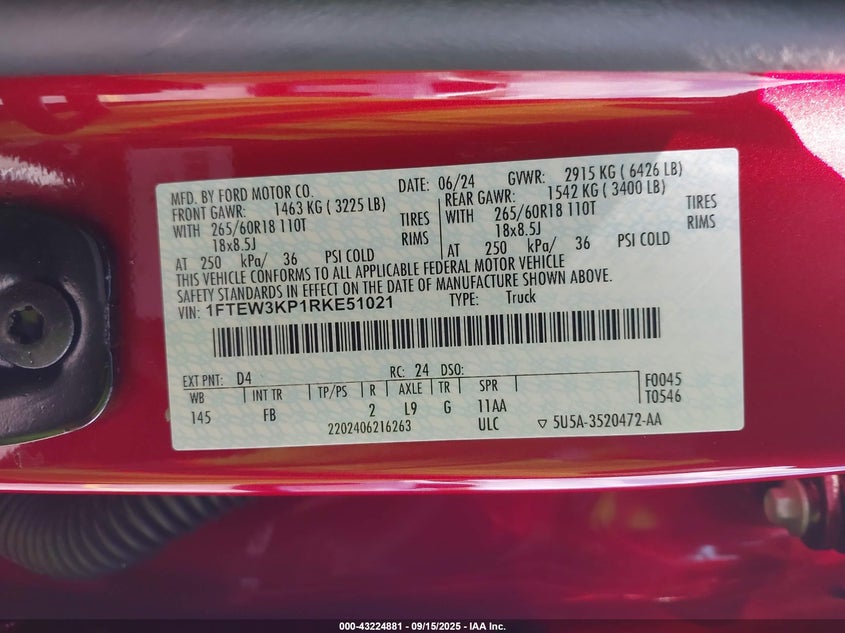 MFD. BY FORD MOTOR CO. DATE: 06/24 GVWR: 2915 KG ( 6426 LB)
FRONT GAWR: 1463 KG ( 3225 LB) REAR GAWR: 1542 KG ( 3400 LB)
WITH 265/60R18 110T TIRES WITH 265/60R18 110T TIRES
18x8.5J RIMS 18x8.5J RIMS
AT 250 kPa/ 36 PSI COLD AT 250 kPa/ 36 PSI COLD
THIS VEHICLE CONFORMS TO ALL APPLICABLE FEDERAL MOTOR VEHICLE
SAFETY STANDARDS IN EFFECT ON THE DATE OF MANUFACTURE SHOWN ABOVE.
VIN: 1FTEW3KP1RKE51021 TYPE: Truck
EXT PNT: D4 RC: 24 DSO: F0045
WB INT TR TP/PS R AXLE TR SPR T0546
145 FB 2 L9 G 11AA
2202406216263 ULC ▽ 5U5A-3520472-AA
000-43224881 - 09/15/2025 - IAA Inc.